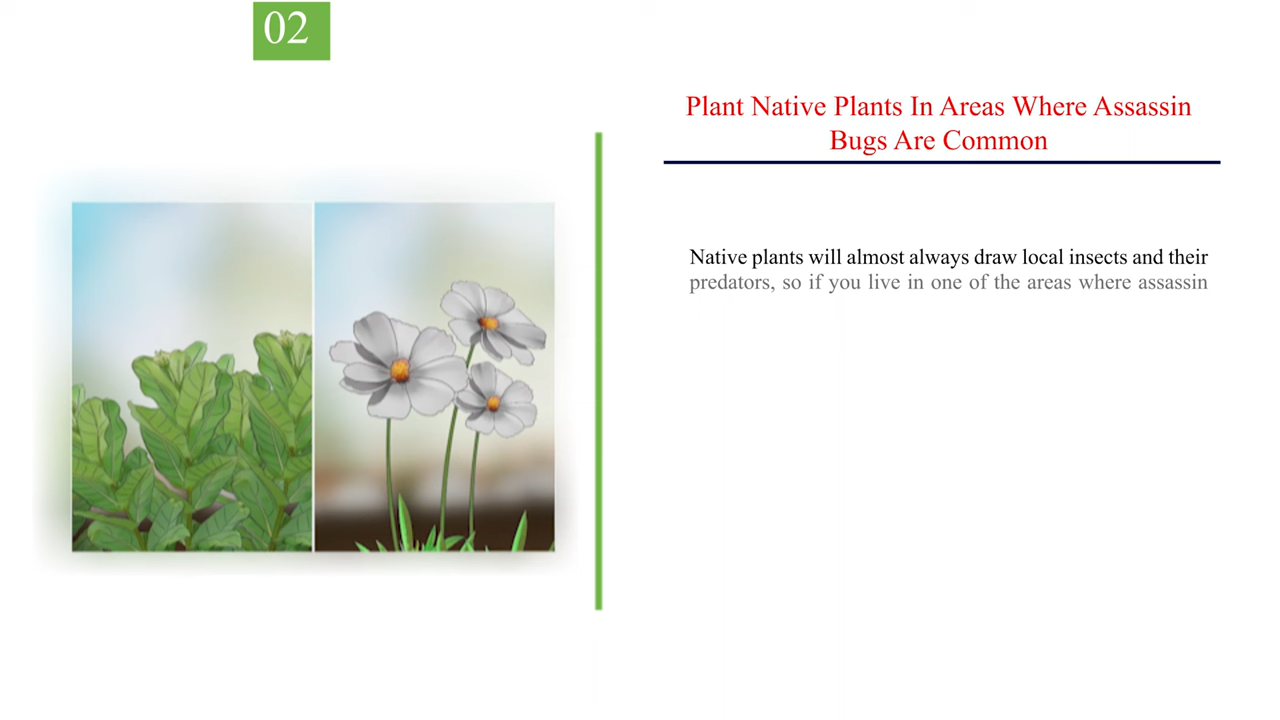 02
Plant Native Plants In Areas Where Assassin
Bugs Are Common
Native plants will almost always draw local insects and their
predators, so if you live in one of the areas where assassin